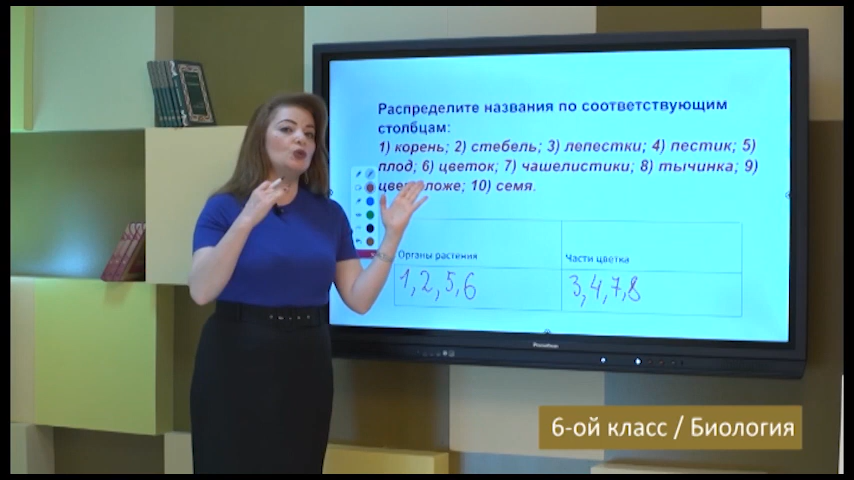 Распределите названия по соответствующим
столбцам:
1) корень; 2) стебель; 3) лепестки; 4) пестик; 5)
плод; 6) цветок; 7) чашелистики; 8) тычинка; 9)
10) семя.
Органы растения
Части цветка
1, 2, 5, 6
3, 4, 7, 8
Promethean
6-ой класс / Биология